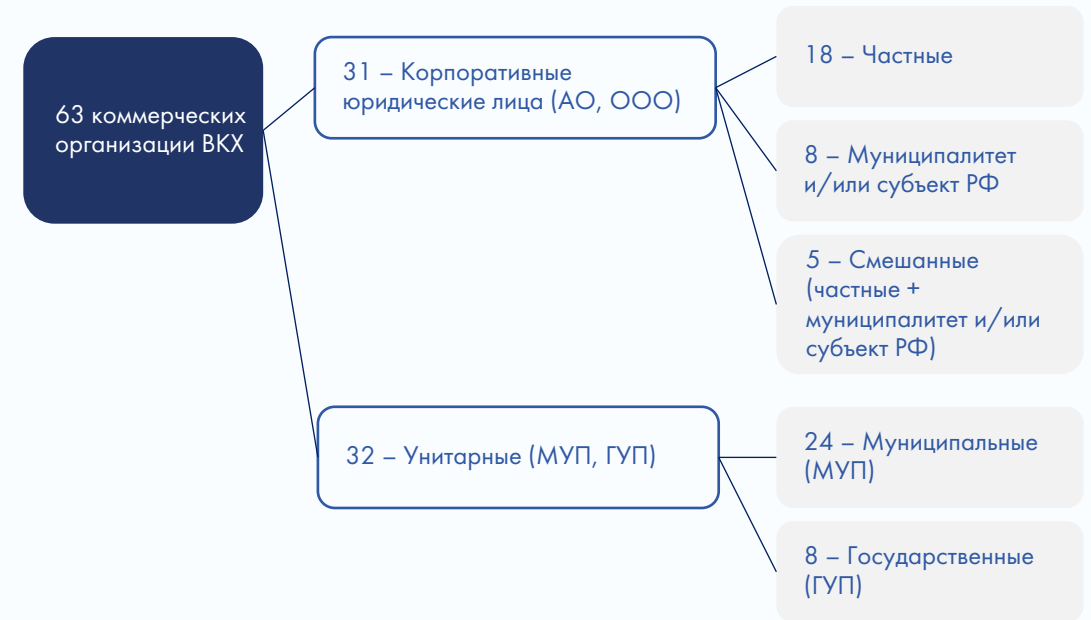 63 коммерческих
организации ВКХ
31 – Корпоративные
юридические лица (АО, ООО)
18 – Частные
8 – Муниципалитет
и/или субъект РФ
5 – Смешанные
(частные +
муниципалитет и/или
субъект РФ)
32 – Унитарные (МУП, ГУП)
24 – Муниципальные
(МУП)
8 – Государственные
(ГУП)